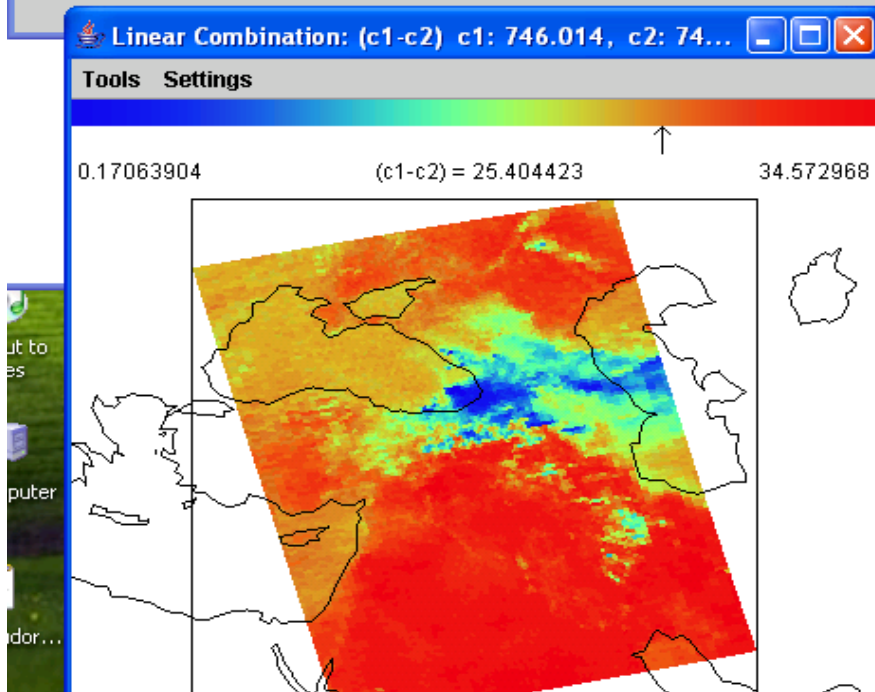 Linear Combination: (c1-c2) c1: 746.014, c2: 74...
Tools Settings
0.17063904 (c1-c2) = 25.404423 34.572968
ut to
es
puter
dor...